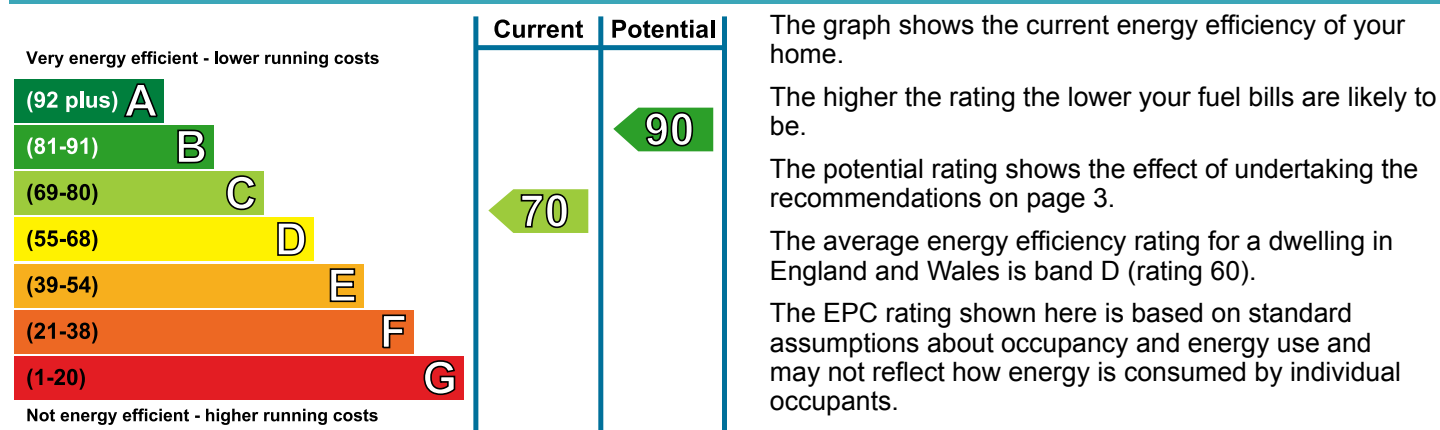 Current Potential
Very energy efficient - lower running costs
(92 plus) A
(81-91) B
(69-80) C
(55-68) D
(39-54) E
(21-38) F
(1-20) G
Not energy efficient - higher running costs
70
90
The graph shows the current energy efficiency of your
home.
The higher the rating the lower your fuel bills are likely to
be.
The potential rating shows the effect of undertaking the
recommendations on page 3.
The average energy efficiency rating for a dwelling in
England and Wales is band D (rating 60).
The EPC rating shown here is based on standard
assumptions about occupancy and energy use and
may not reflect how energy is consumed by individual
occupants.